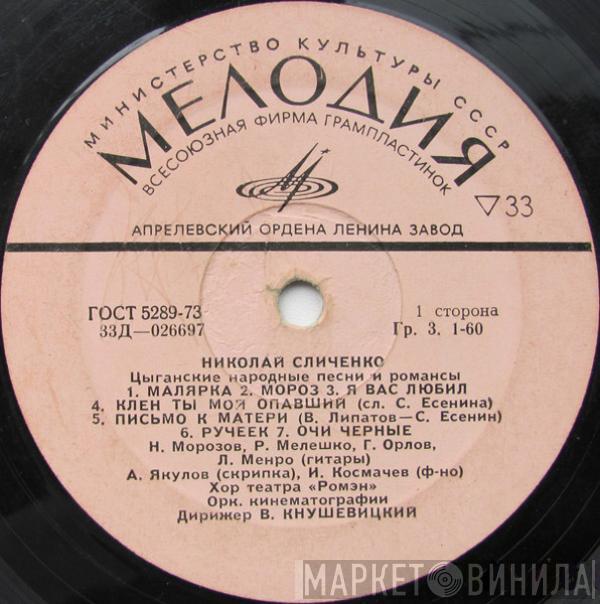 МИНИСТЕРСТВО КУЛЬТУРЫ СССР
МЕЛОДИЯ
ВСЕСОЮЗНАЯ ФИРМА ГРАМПЛАСТИНОК
▽33
АПРЕЛЕВСКИЙ ОРДЕНА ЛЕНИНА ЗАВОД
ГОСТ 5289-73
33Д—026697
1 сторона
Гр. 3. 1-60
НИКОЛАЙ СЛИЧЕНКО
Цыганские народные песни и романсы
1. МАЛЯРКА 2. МОРОЗ 3. Я ВАС ЛЮБИЛ
4. КЛЕН ТЫ МОЙ ОПАВШИЙ (сл. С. Есенина)
5. ПИСЬМО К МАТЕРИ (В. Липатов—С. Есенин)
6. РУЧЕЕК 7. ОЧИ ЧЕРНЫЕ
Н. Морозов, Р. Мелешко, Г. Орлов,
Л. Менро (гитары)
А. Якулов (скрипка), И. Космачев (ф-но)
Хор театра «Ромэн»
Орк. кинематографии
Дирижер В. КНУШЕВИЦКИЙ
МАРКЕТ ВИНИЛА